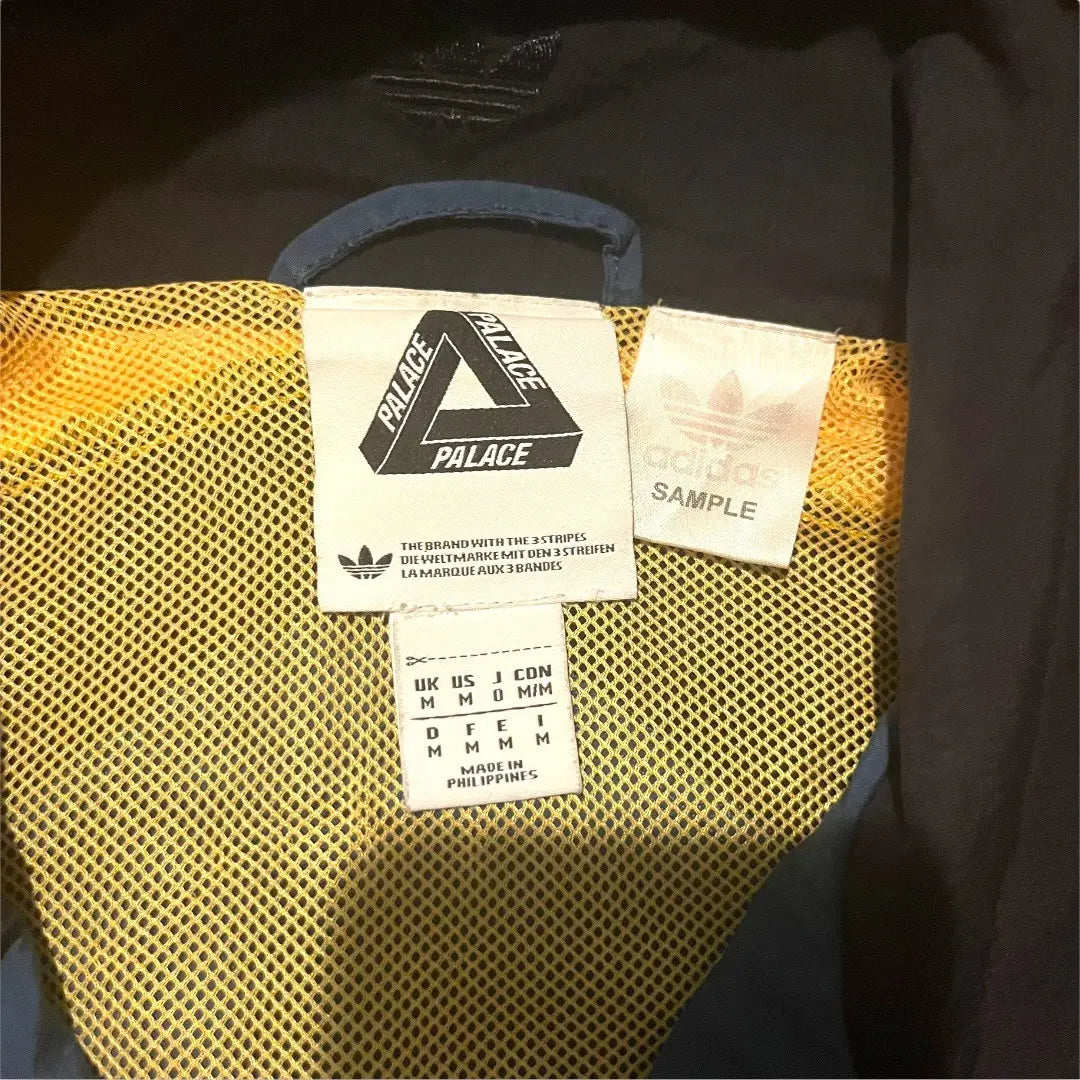 PALACE
PALACE
PALACE
THE BRAND WITH THE 3 STRIPES
DIE WELTMARKE MIT DEN 3 STREIFEN
LA MARQUE AUX 3 BANDES
adidas
SAMPLE
UK US J CDN
M M O M/M
D F E I
M M M M
MADE IN
PHILIPPINES